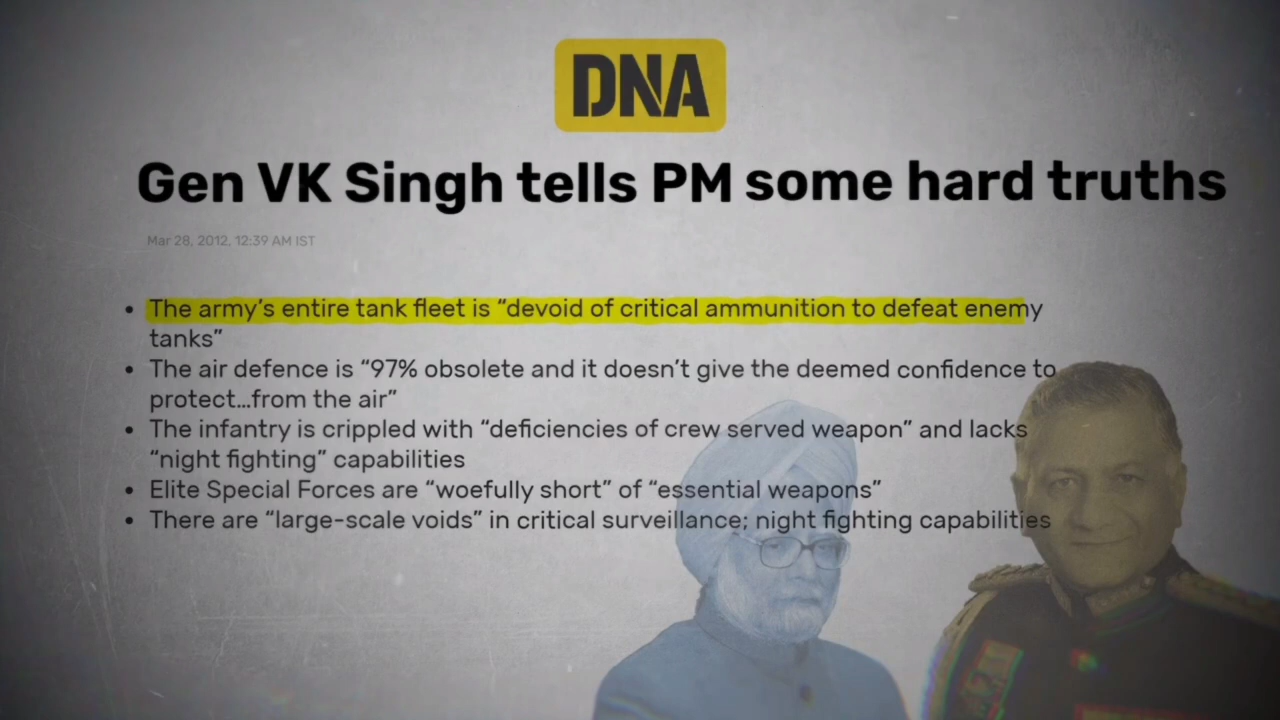 DNA
Gen VK Singh tells PM some hard truths
Mar 28, 2012, 12:39 AM IST
• The army’s entire tank fleet is “devoid of critical ammunition to defeat enemy
tanks”
• The air defence is “97% obsolete and it doesn’t give the deemed confidence to
protect...from the air”
• The infantry is crippled with “deficiencies of crew served weapon” and lacks
“night fighting” capabilities
• Elite Special Forces are “woefully short” of “essential weapons”
• There are “large-scale voids” in critical surveillance; night fighting capabilities